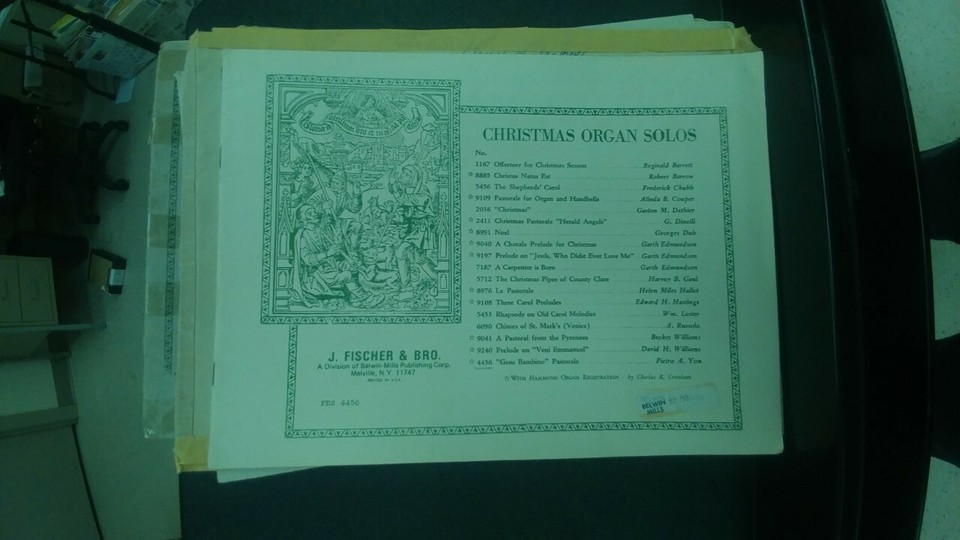 CHRISTMAS ORGAN SOLOS
No.
1167 Offertory for Christmas Season Reginald Barrett
☆ 8885 Christus Natus Est Robert Barrow
5456 The Shepherds' Carol Frederick Chubb
☆ 9109 Pastorale for Organ and Handbells Alinda B. Couper
2036 "Christmas" Gaston M. Dethier
☆ 2411 Christmas Pastorale "Herald Angels" G. Dinelli
☆ 8951 Noel Georges
☆ 9040 A Chorale Prelude for Christmas Garth Edmundson
☆ 9197 Prelude on "Jesus, Who Didst Ever Love Me" Garth Edmundson
7187 A Carpenter is Born Garth Edmundson
5712 The Christmas Pipes of County Clare Harvey B. Gaul
☆ 8976 La Pastorale Helen Miles Hallet
☆ 9108 Three Carol Preludes Edward H. Hastings
5453 Rhapsody on Old Carol Melodies Wm. Lester
6090 Chimes of St. Mark's (Venice) A. Russolo
☆ 9041 A Pastoral from the Pyrenees Becket Williams
☆ 9240 Prelude on "Veni Emmanuel" David H. Williams
☆ 4456 "Gesu Bambino" Pastorale Pietro A. Yon
☆ WITH HAMMOND ORGAN REGISTRATION - by Charles R. Cronham
J. FISCHER & BRO.
A Division of Belwin-Mills Publishing Corp.
Melville, N.Y. 11747
PRINTED IN U.S.A.
FES 4456
BELWIN
MILLS